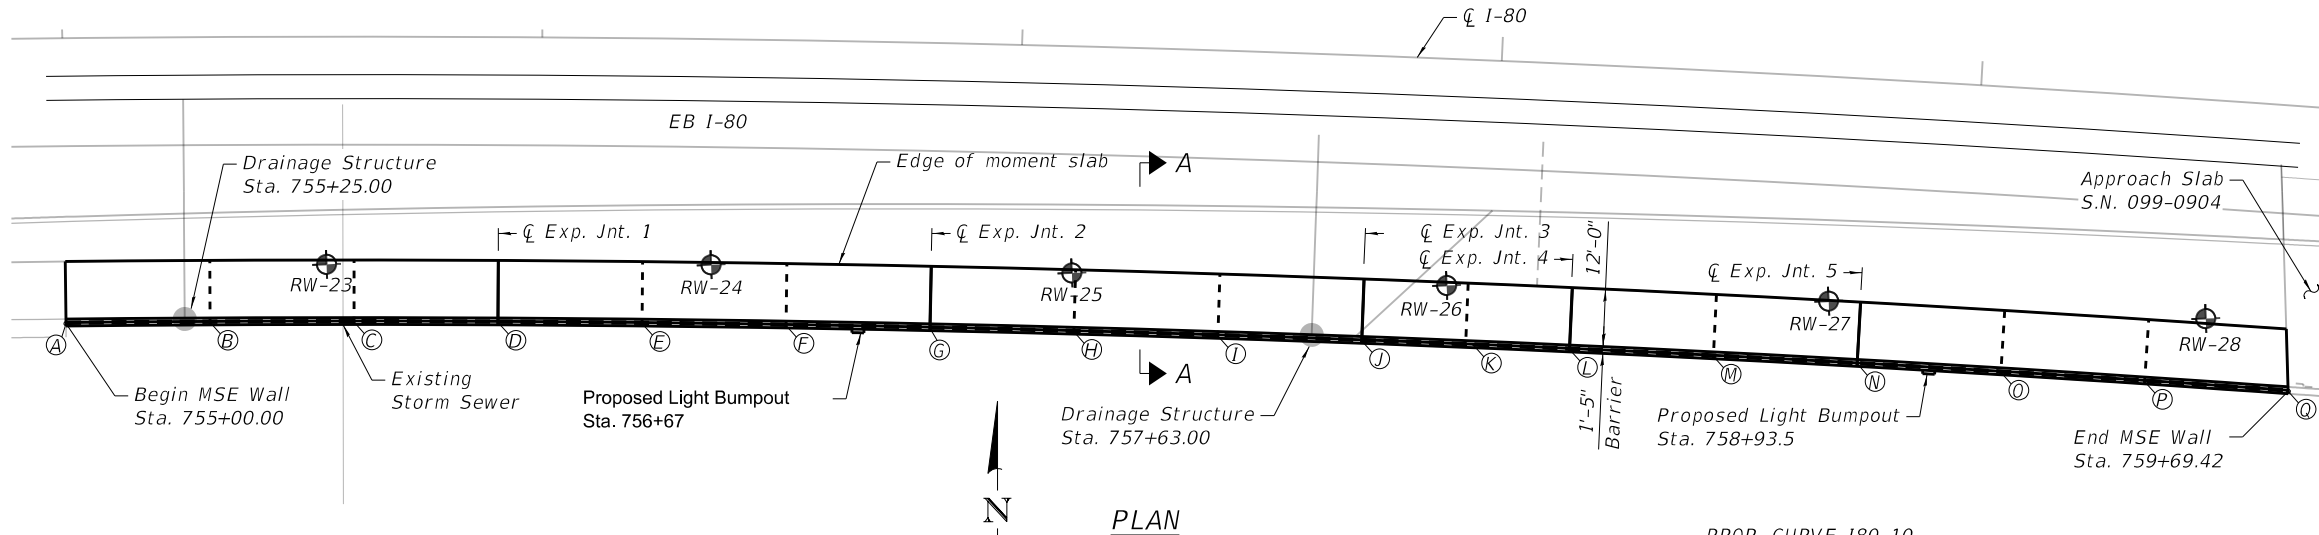 ℄ I-80
EB I-80
Drainage Structure
Sta. 755+25.00
Edge of moment slab
A
Approach Slab
S.N. 099-0904
℄ Exp. Jnt. 1
℄ Exp. Jnt. 2
℄ Exp. Jnt. 3
℄ Exp. Jnt. 4
12'-0"
℄ Exp. Jnt. 5
RW-23
RW-24
RW-25
RW-26
RW-27
RW-28
A
B
C
D
E
F
G
H
I
J
K
L
M
N
O
P
Q
Begin MSE Wall
Sta. 755+00.00
Existing
Storm Sewer
Proposed Light Bumpout
Sta. 756+67
A
Drainage Structure
Sta. 757+63.00
1'-5"
Barrier
Proposed Light Bumpout
Sta. 758+93.5
End MSE Wall
Sta. 759+69.42
N
PLAN
PROP. CURVE I80_10